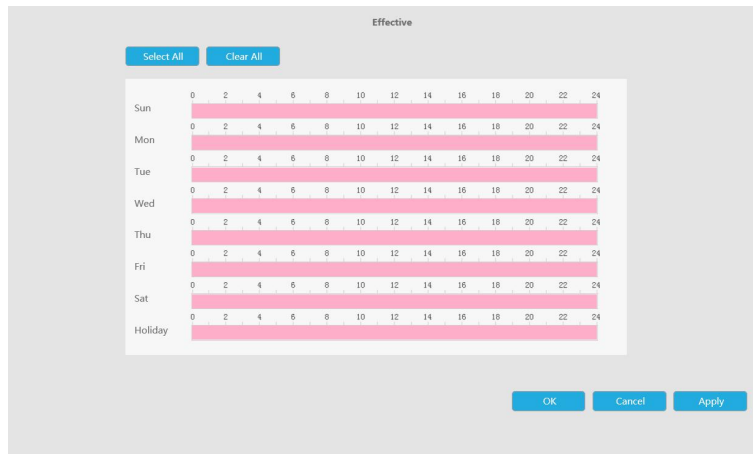 Effective
Select All Clear All
0 2 4 6 8 10 12 14 16 18 20 22 24
Sun
0 2 4 6 8 10 12 14 16 18 20 22 24
Mon
0 2 4 6 8 10 12 14 16 18 20 22 24
Tue
0 2 4 6 8 10 12 14 16 18 20 22 24
Wed
0 2 4 6 8 10 12 14 16 18 20 22 24
Thu
0 2 4 6 8 10 12 14 16 18 20 22 24
Fri
0 2 4 6 8 10 12 14 16 18 20 22 24
Sat
0 2 4 6 8 10 12 14 16 18 20 22 24
Holiday
OK Cancel Apply